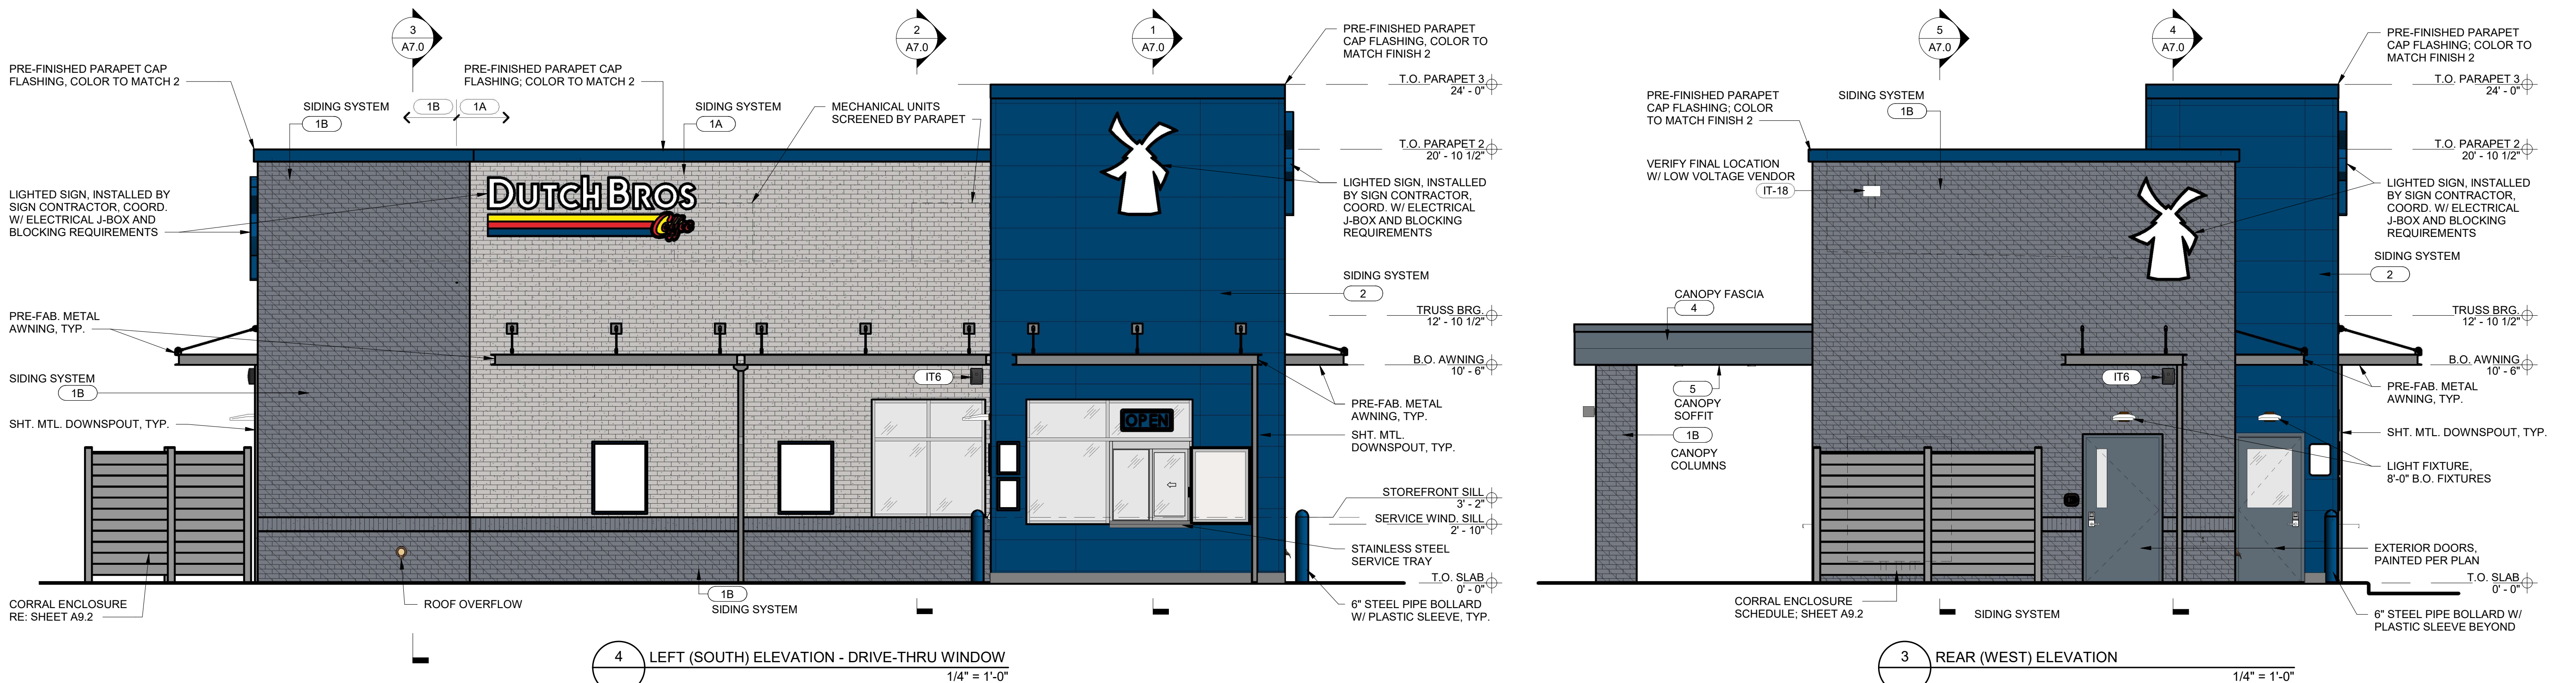 3
A7.0
2
A7.0
1
A7.0
PRE-FINISHED PARAPET CAP
FLASHING, COLOR TO MATCH 2
PRE-FINISHED PARAPET CAP
FLASHING; COLOR TO MATCH 2
PRE-FINISHED PARAPET
CAP FLASHING, COLOR TO
MATCH FINISH 2
SIDING SYSTEM
1B
1B
1A
SIDING SYSTEM
1A
MECHANICAL UNITS
SCREENED BY PARAPET
T.O. PARAPET 3
24' - 0"
T.O. PARAPET 2
20' - 10 1/2"
LIGHTED SIGN, INSTALLED BY
SIGN CONTRACTOR, COORD.
W/ ELECTRICAL J-BOX AND
BLOCKING REQUIREMENTS
DUTCH BROS
LIGHTED SIGN, INSTALLED
BY SIGN CONTRACTOR,
COORD. W/ ELECTRICAL
J-BOX AND BLOCKING
REQUIREMENTS
SIDING SYSTEM
2
PRE-FAB. METAL
AWNING, TYP.
TRUSS BRG.
12' - 10 1/2"
B.O. AWNING
10' - 6"
SIDING SYSTEM
1B
IT6
PRE-FAB. METAL
AWNING, TYP.
SHT. MTL. DOWNSPOUT, TYP.
OPEN
SHT. MTL.
DOWNSPOUT, TYP.
STOREFRONT SILL
3' - 2"
SERVICE WIND. SILL
2' - 10"
STAINLESS STEEL
SERVICE TRAY
T.O. SLAB
0' - 0"
CORRAL ENCLOSURE
RE: SHEET A9.2
ROOF OVERFLOW
1B
SIDING SYSTEM
6" STEEL PIPE BOLLARD
W/ PLASTIC SLEEVE, TYP.
4
LEFT (SOUTH) ELEVATION - DRIVE-THRU WINDOW
1/4" = 1'-0"
5
A7.0
4
A7.0
PRE-FINISHED PARAPET
CAP FLASHING; COLOR TO
MATCH FINISH 2
PRE-FINISHED PARAPET
CAP FLASHING; COLOR
TO MATCH FINISH 2
SIDING SYSTEM
1B
T.O. PARAPET 3
24' - 0"
T.O. PARAPET 2
20' - 10 1/2"
VERIFY FINAL LOCATION
W/ LOW VOLTAGE VENDOR
IT-18
LIGHTED SIGN, INSTALLED
BY SIGN CONTRACTOR,
COORD. W/ ELECTRICAL
J-BOX AND BLOCKING
REQUIREMENTS
SIDING SYSTEM
2
CANOPY FASCIA
4
TRUSS BRG.
12' - 10 1/2"
B.O. AWNING
10' - 6"
5
CANOPY
SOFFIT
IT6
PRE-FAB. METAL
AWNING, TYP.
1B
CANOPY
COLUMNS
SHT. MTL. DOWNSPOUT, TYP.
LIGHT FIXTURE,
8'-0" B.O. FIXTURES
EXTERIOR DOORS,
PAINTED PER PLAN
T.O. SLAB
0' - 0"
CORRAL ENCLOSURE
SCHEDULE; SHEET A9.2
SIDING SYSTEM
6" STEEL PIPE BOLLARD W/
PLASTIC SLEEVE BEYOND
3
REAR (WEST) ELEVATION
1/4" = 1'-0"